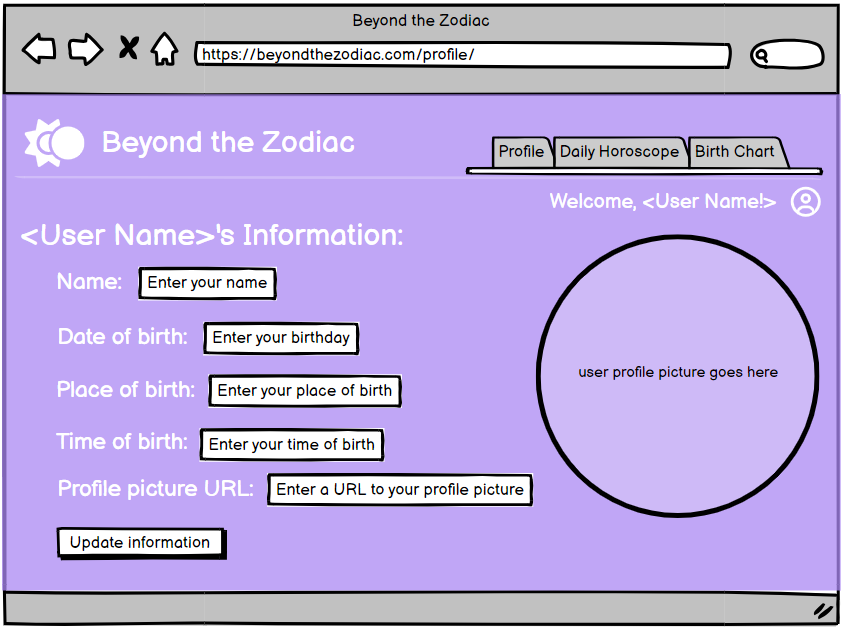 Beyond the Zodiac
https://beyondthezodiac.com/profile/
Beyond the Zodiac
Profile
Daily Horoscope
Birth Chart
Welcome, <User Name!>
<User Name>'s Information:
Name: Enter your name
Date of birth: Enter your birthday
Place of birth: Enter your place of birth
Time of birth: Enter your time of birth
Profile picture URL: Enter a URL to your profile picture
Update information
user profile picture goes here